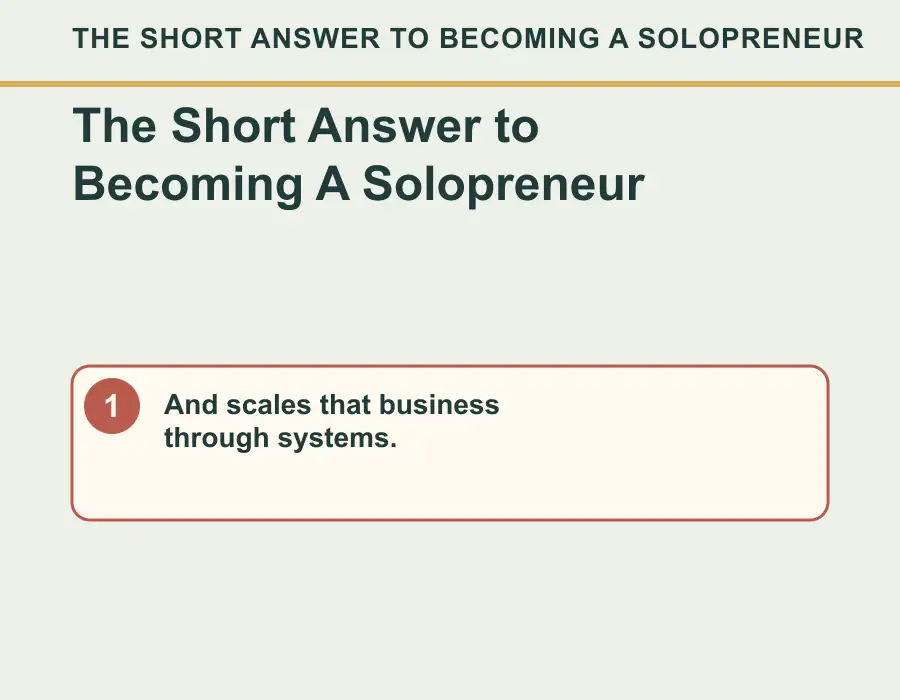 THE SHORT ANSWER TO BECOMING A SOLOPRENEUR
The Short Answer to
Becoming A Solopreneur
1
And scales that business
through systems.